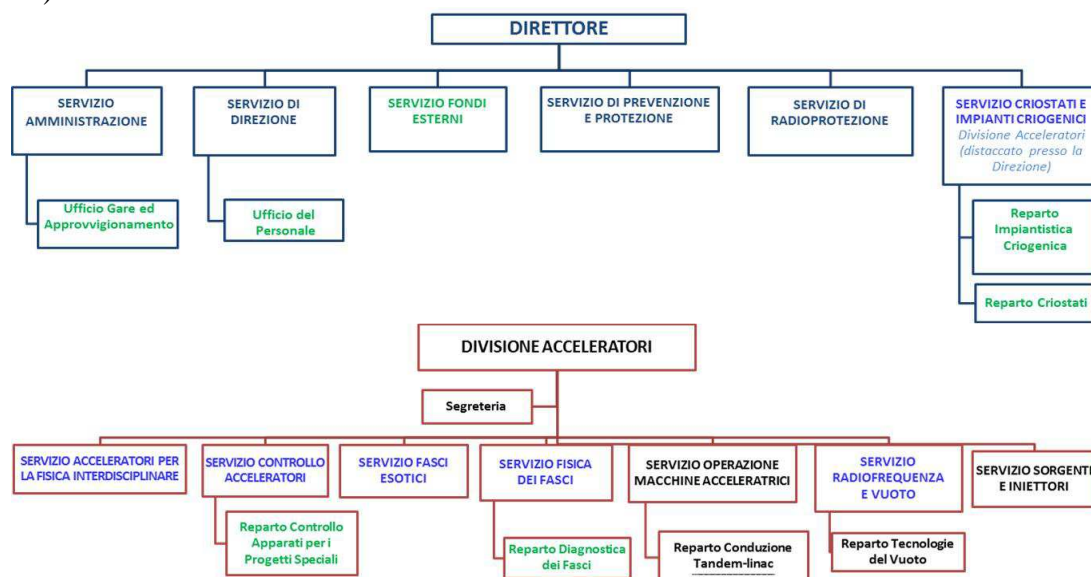 )
DIRETTORE
SERVIZIO
AMMINISTRAZIONE
SERVIZIO DI
DIREZIONE
SERVIZIO FONDI
ESTERNI
SERVIZIO DI PREVENZIONE
E PROTEZIONE
SERVIZIO DI
RADIOPROTEZIONE
SERVIZIO CRIOSTATI E
IMPIANTI CRIOGENICI
Divisione Acceleratori
(distaccato presso la
Direzione)
Ufficio Gare ed
Approvvigionamento
Ufficio del
Personale
Reparto
Impiantistica
Criogenica
Reparto Criostati
DIVISIONE ACCELERATORI
Segreteria
SERVIZIO ACCELERATORI PER
LA FISICA INTERDISCIPLINARE
SERVIZIO CONTROLLO
ACCELERATORI
SERVIZIO FASCI
ESOTICI
SERVIZIO FISICA
DEI FASCI
SERVIZIO OPERAZIONE
MACCHINE ACCELERATRICI
SERVIZIO
RADIOFREQUENZA
E VUOTO
SERVIZIO SORGENTI
E INIETTORI
Reparto Controllo
Apparati per i
Progetti Speciali
Reparto Diagnostica
dei Fasci
Reparto Conduzione
Tandem-linac
Reparto Tecnologie
del Vuoto